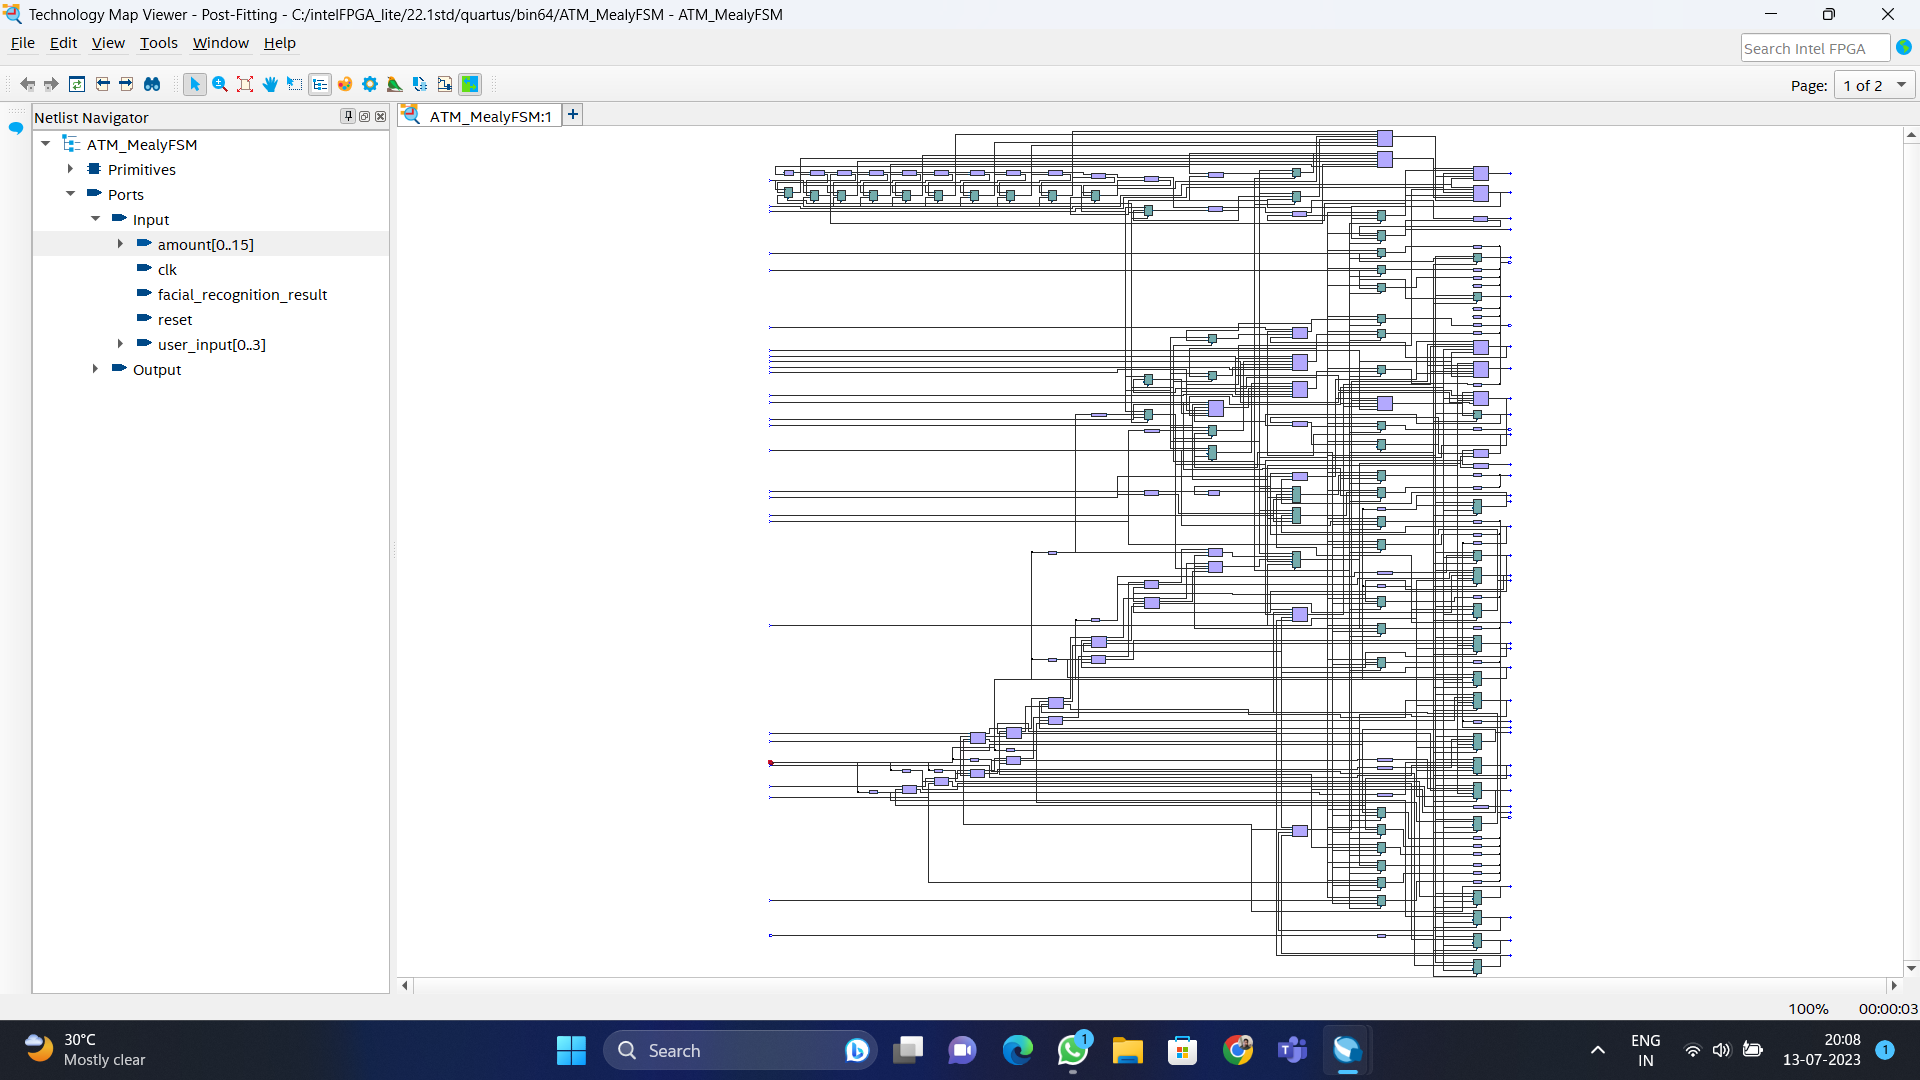 Technology Map Viewer - Post-Fitting - C:/intelFPGA_lite/22.1std/quartus/bin64/ATM_MealyFSM - ATM_MealyFSM
File Edit View Tools Window Help
Search Intel FPGA
Page: 1 of 2
Netlist Navigator
ATM_MealyFSM:1
ATM_MealyFSM
Primitives
Ports
Input
amount[0..15]
clk
facial_recognition_result
reset
user_input[0..3]
Output
100% 00:00:03
30°C
Mostly clear
Search
1
ENG
IN
20:08
13-07-2023
1